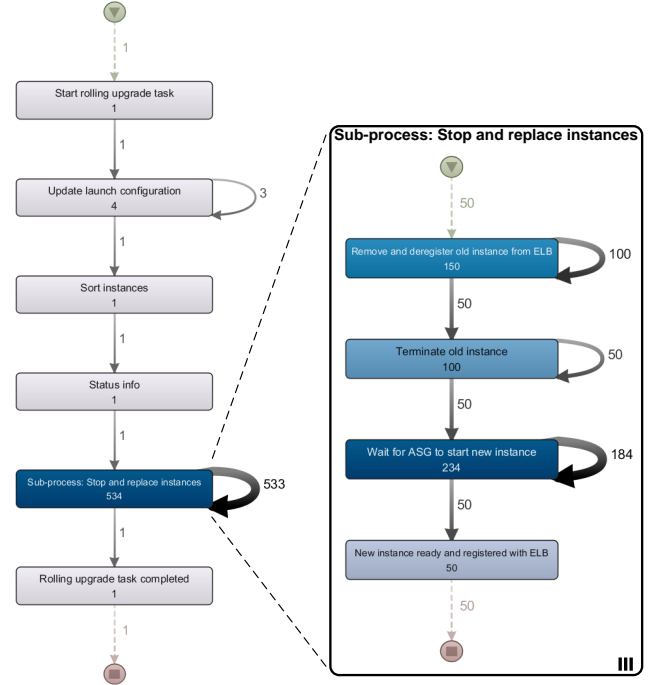 1
Start rolling upgrade task
1
1
Update launch configuration
4
3
1
Sort instances
1
1
Status info
1
1
Sub-process: Stop and replace instances
534
533
1
Rolling upgrade task completed
1
1
Sub-process: Stop and replace instances
50
Remove and deregister old instance from ELB
150
100
50
Terminate old instance
100
50
50
Wait for ASG to start new instance
234
184
50
New instance ready and registered with ELB
50
50